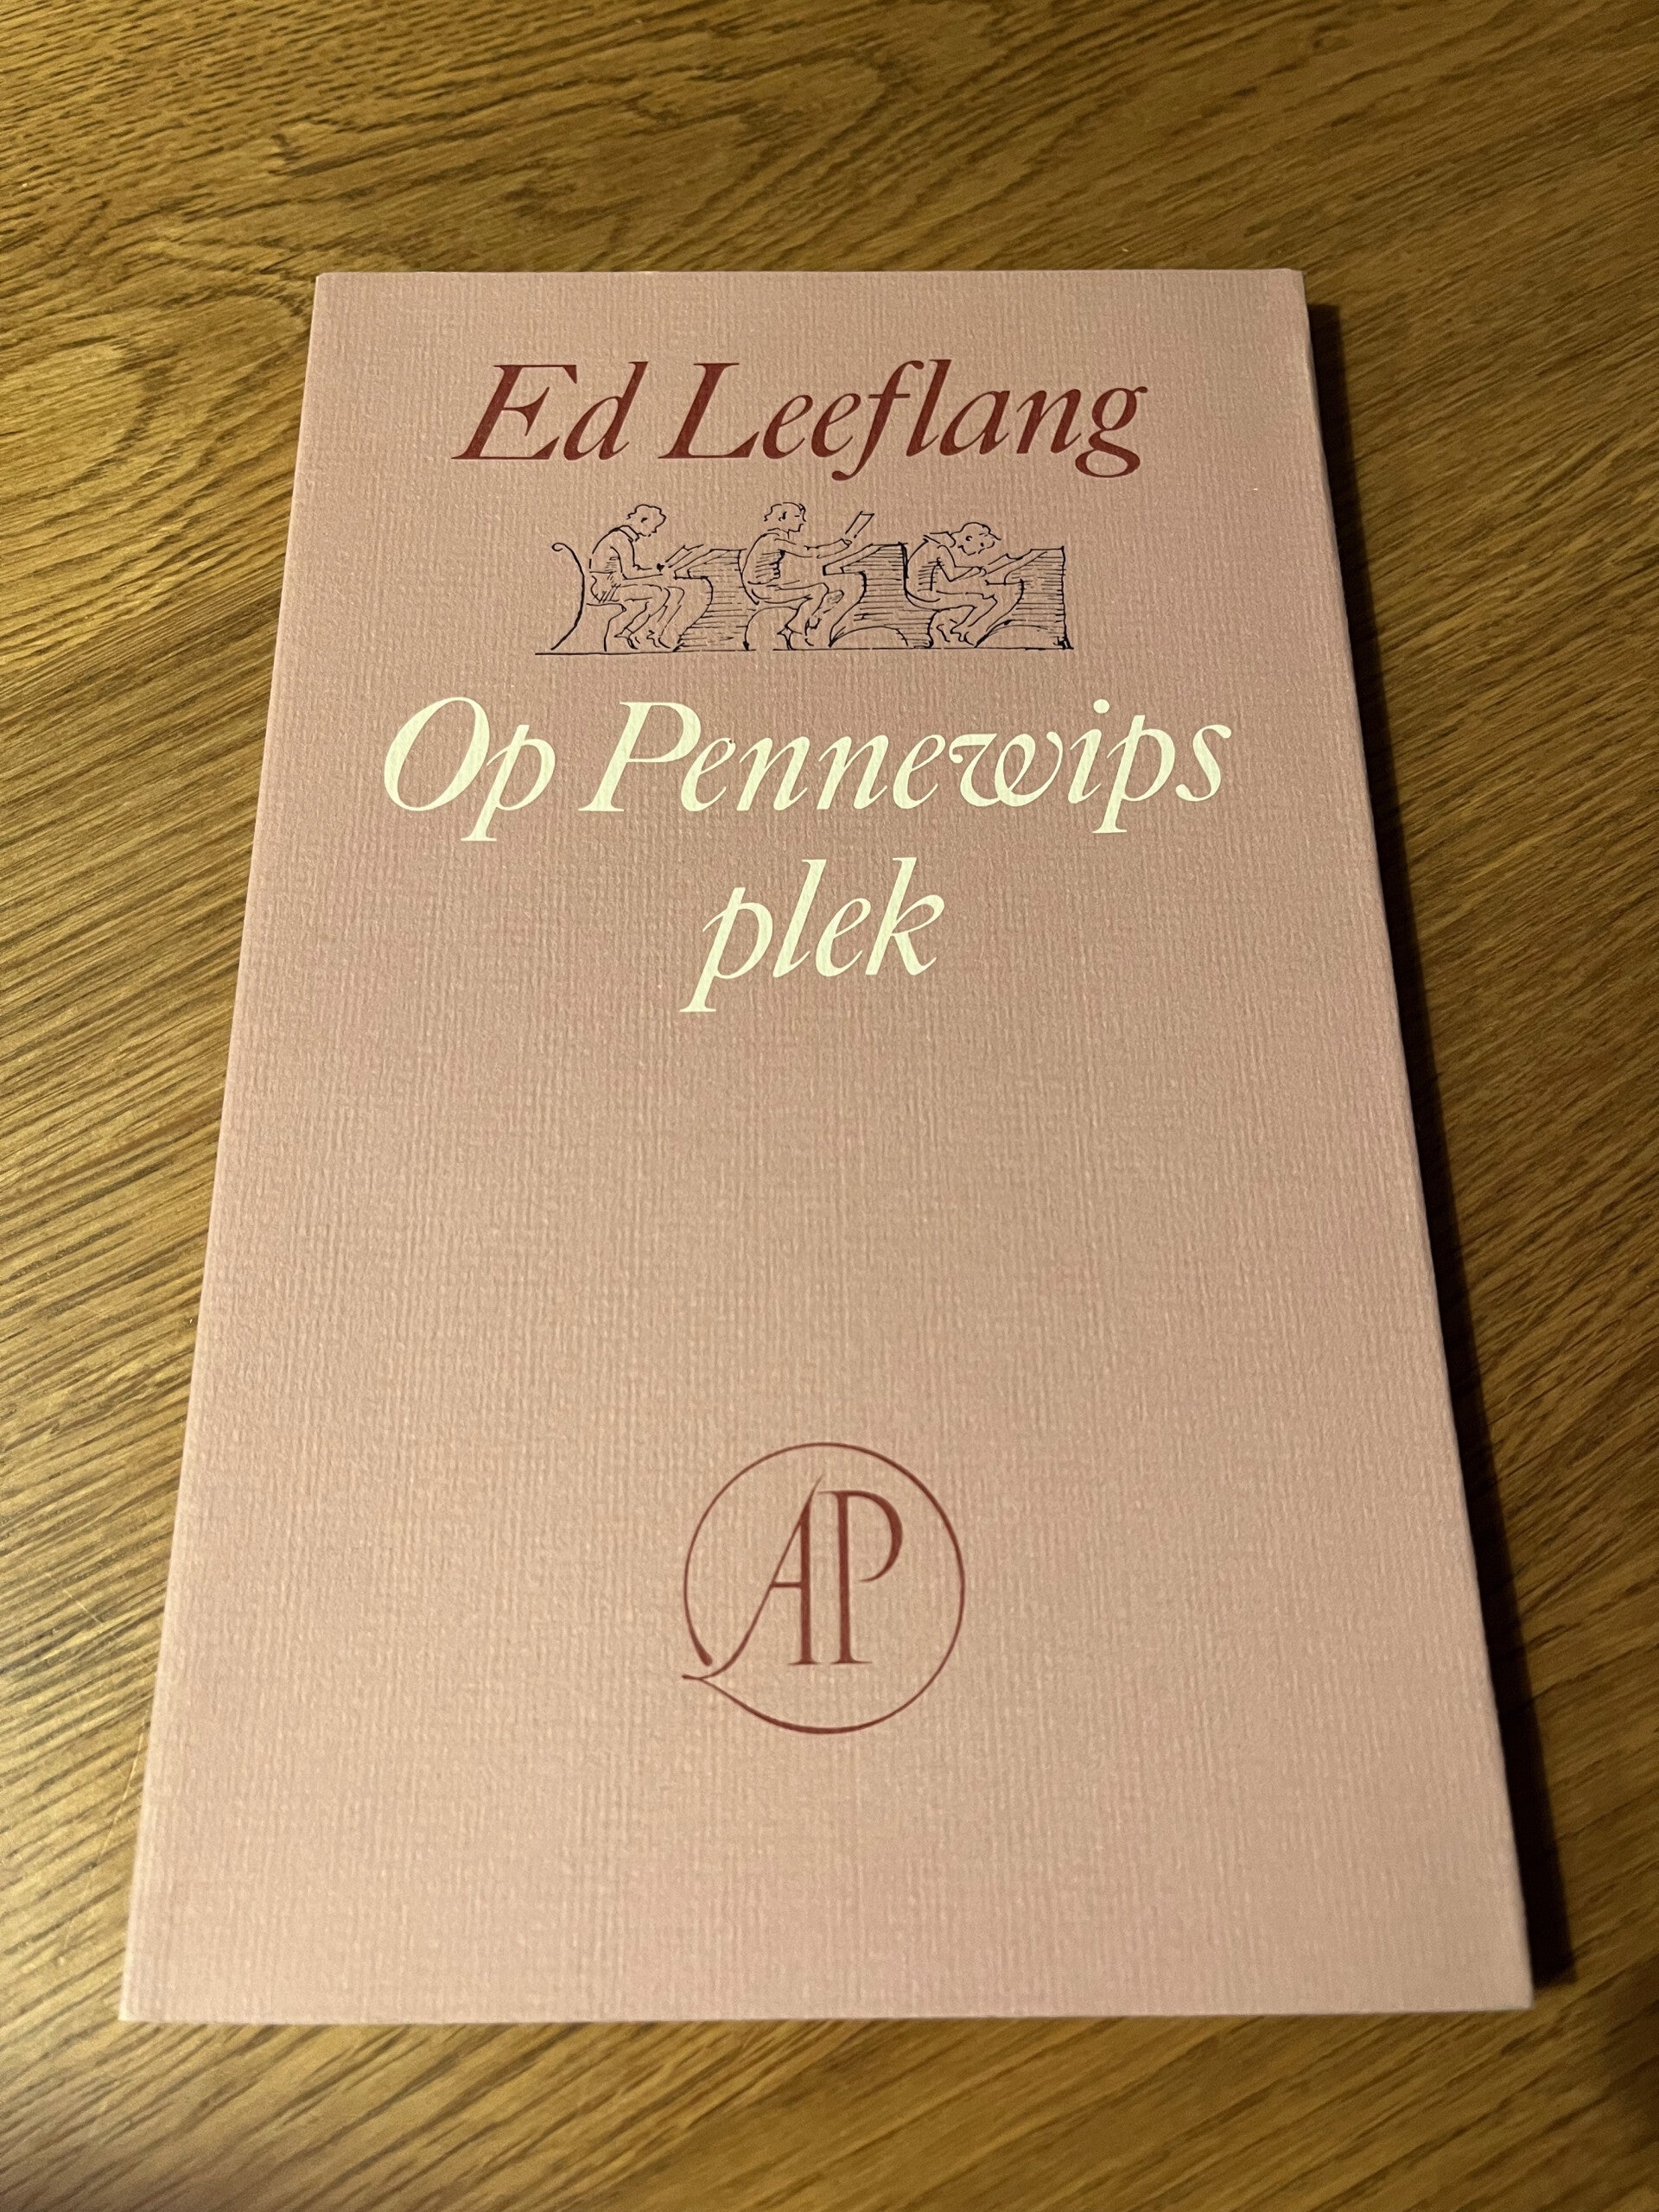 Ed Leeflang
Op Pennewips
plek
AP